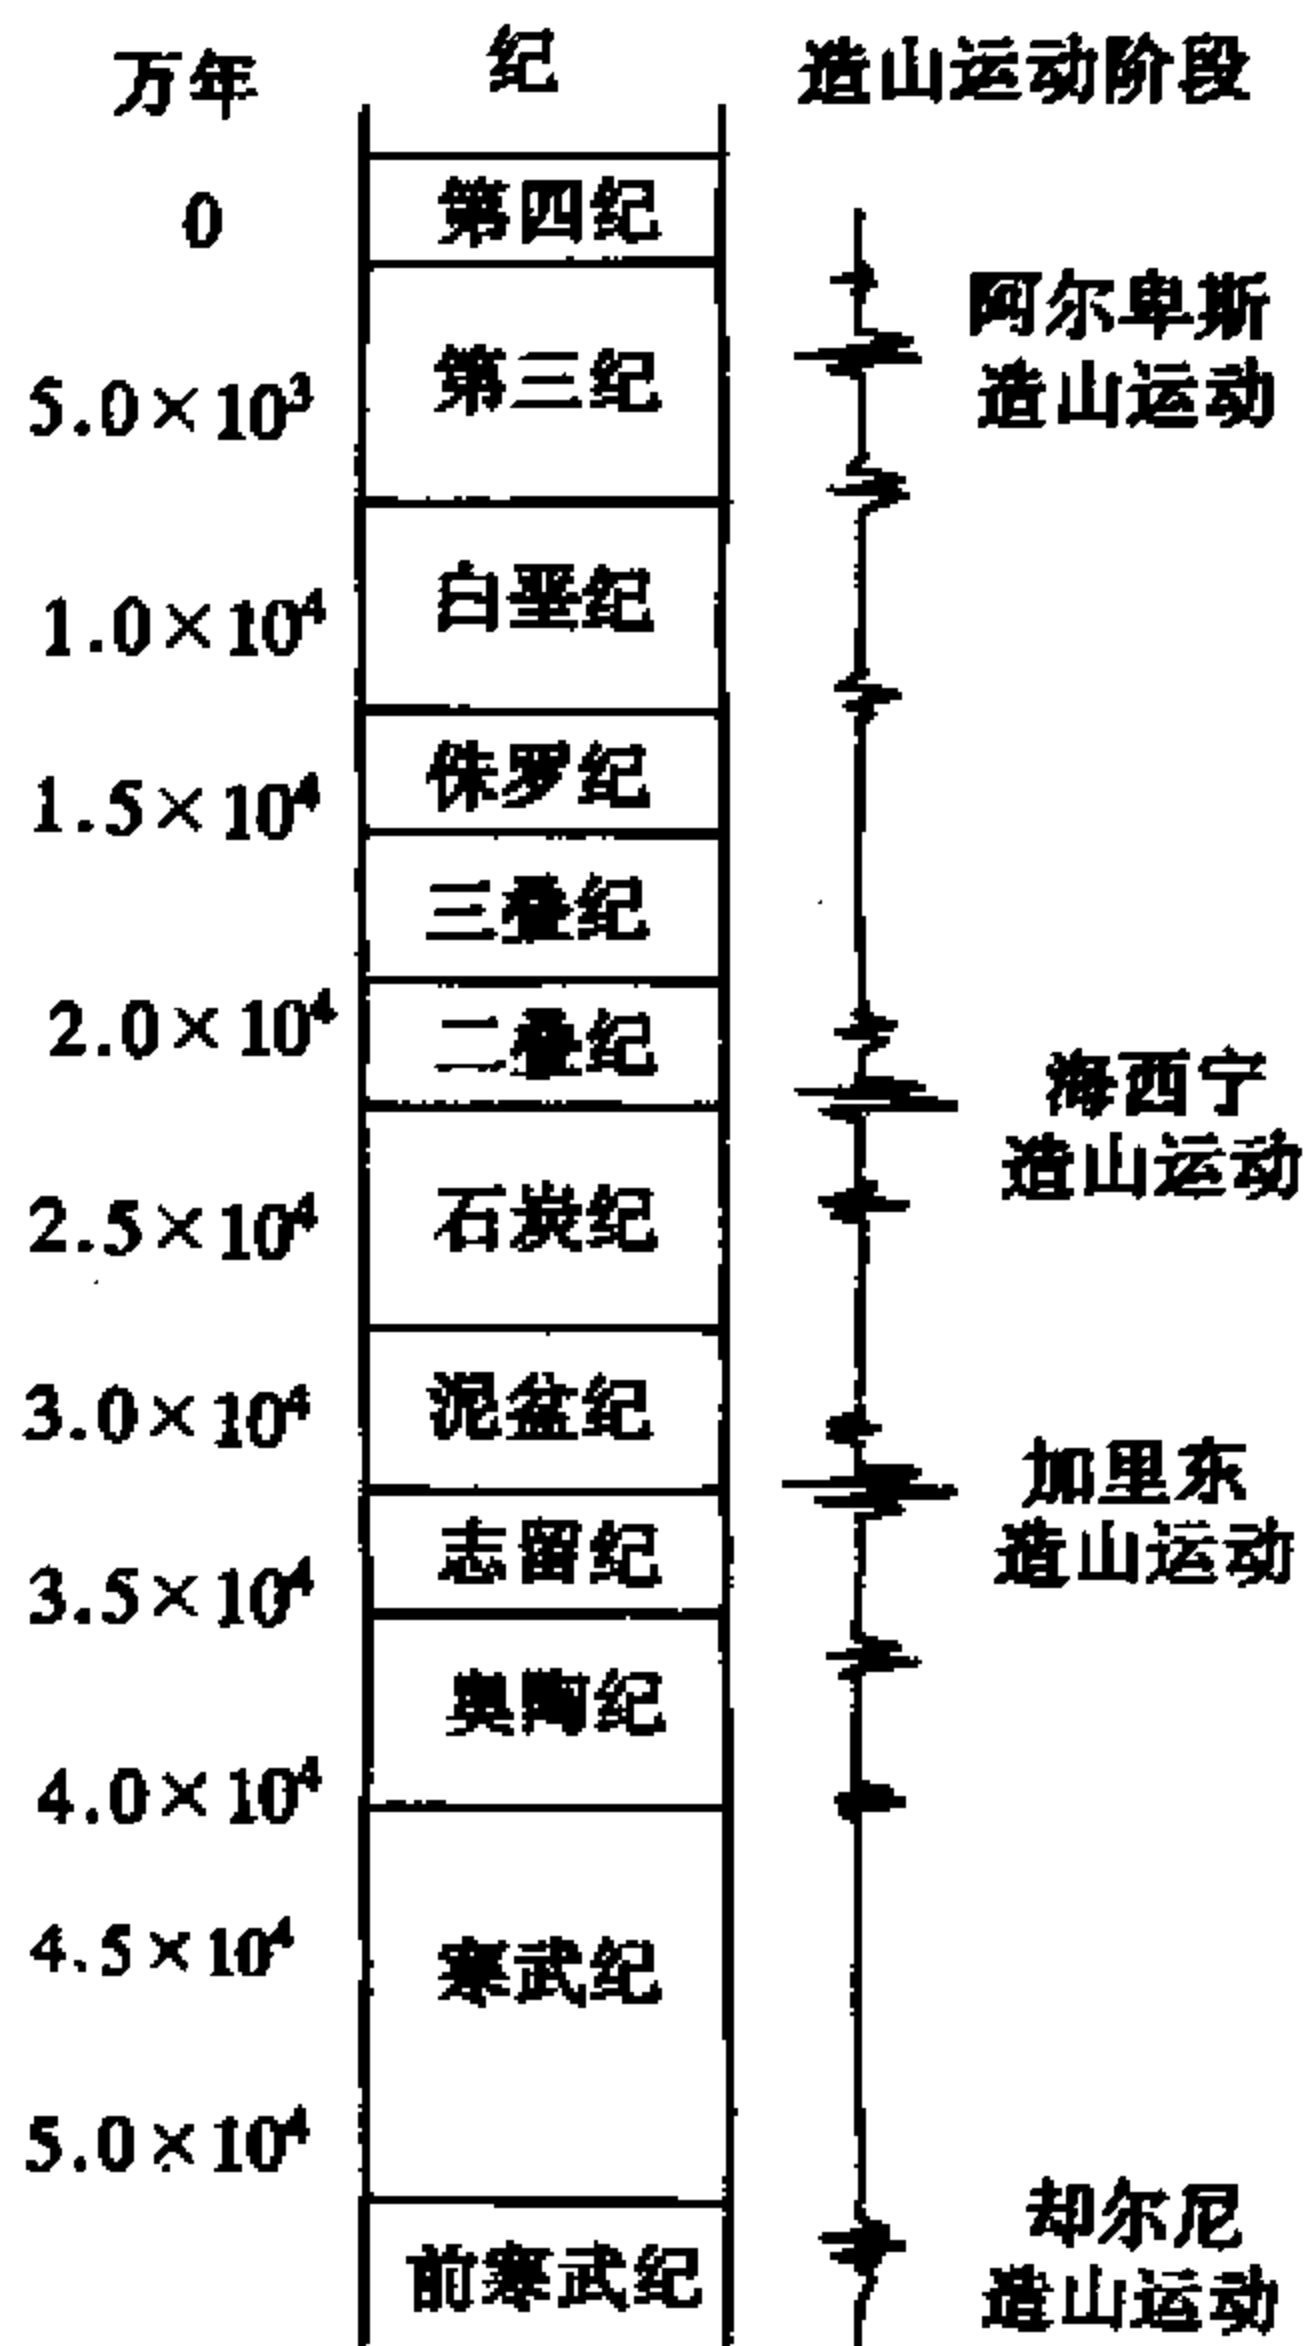 万年 纪 造山运动阶段
0 第四纪
阿尔卑斯
造山运动
5.0×10³ 第三纪
1.0×10⁴ 白垩纪
1.5×10⁴ 侏罗纪
三叠纪
2.0×10⁴ 二叠纪
海西宁
造山运动
2.5×10⁴ 石炭纪
3.0×10⁴ 泥盆纪
加里东
造山运动
3.5×10⁴ 志留纪
奥陶纪
4.0×10⁴
4.5×10⁴ 寒武纪
5.0×10⁴
却尔尼
造山运动
前寒武纪